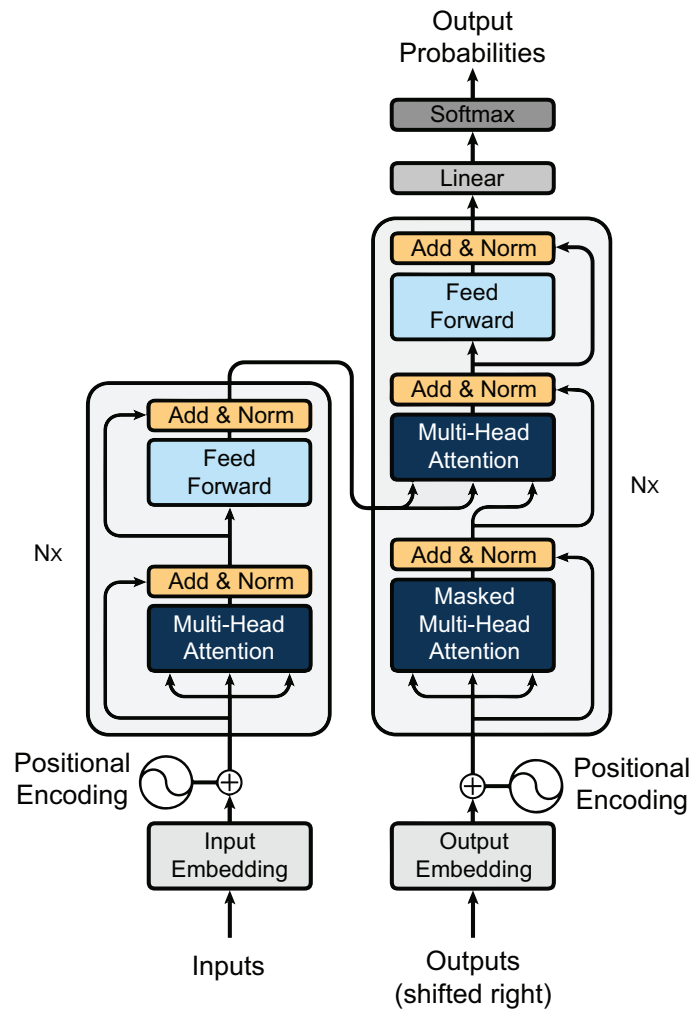 Output
Probabilities
Softmax
Linear
Add & Norm
Feed
Forward
Add & Norm
Multi-Head
Attention
Add & Norm
Masked
Multi-Head
Attention
Nx
Add & Norm
Feed
Forward
Add & Norm
Multi-Head
Attention
Nx
Positional
Encoding
Positional
Encoding
Input
Embedding
Output
Embedding
Inputs
Outputs
(shifted right)